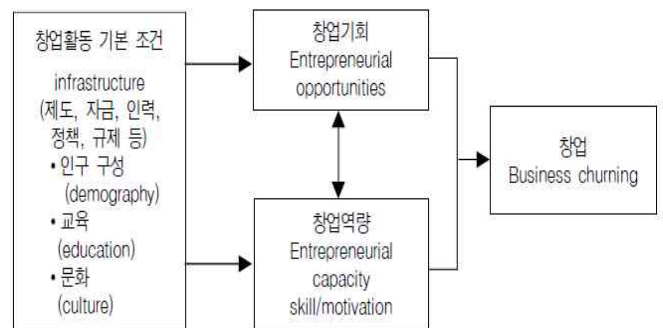 창업활동 기본 조건
infrastructure
(제도, 자금, 인력,
정책, 규제 등)
• 인구 구성
(demography)
• 교육
(education)
• 문화
(culture)
창업기회
Entrepreneurial
opportunities
창업역량
Entrepreneurial
capacity
skill/motivation
창업
Business churning